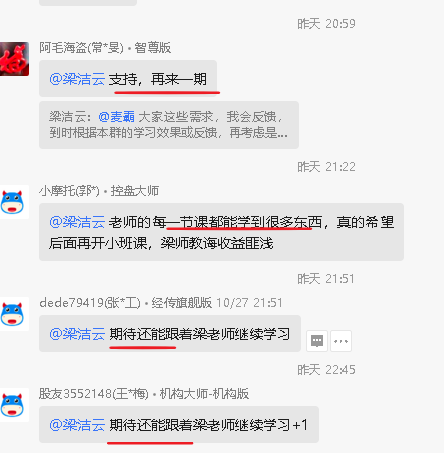 昨天 20:59
阿毛海盗(常*昊) • 智尊版
@梁洁云 支持，再来一期
梁洁云：@麦霸 大家这些需求，我会反馈，
到时根据本群的学习效果或反馈，再考虑是...
昨天 21:22
小摩托(郭*) • 控盘大师
@梁洁云 老师的每一节课都能学到很多东西，真的希望
后面再开小班课，梁师教诲收益匪浅
昨天 21:51
dede79419(张*工) • 经传旗舰版 10/27 21:51
@梁洁云 期待还能跟着梁老师继续学习
昨天 22:45
股友3552148(王*梅) • 机构大师-机构版
@梁洁云 期待还能跟着梁老师继续学习+1